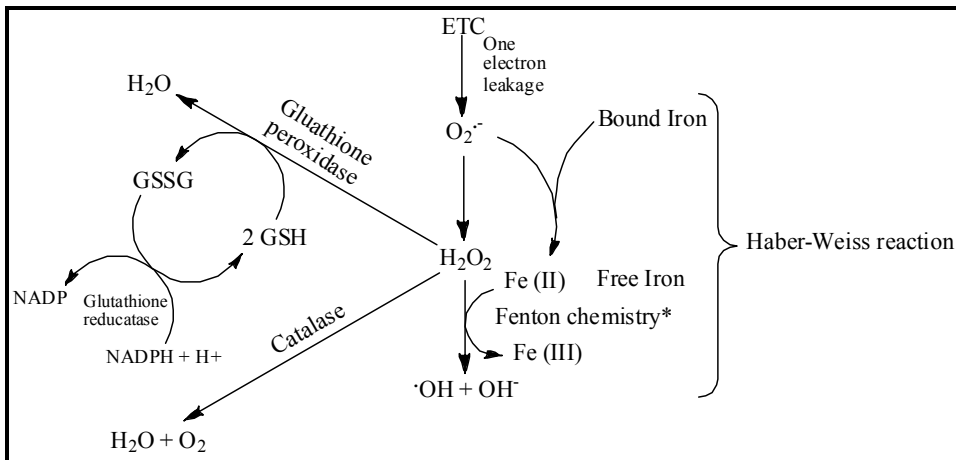 ETC
One
electron
leakage
H₂O
O₂·⁻
Bound Iron
Gluathione
peroxidase
GSSG
2 GSH
H₂O₂
Haber-Weiss reaction
Fe (II)
Free Iron
NADP
Glutathione
reducatase
Fenton chemistry*
Catalase
NADPH + H+
Fe (III)
·OH + OH⁻
H₂O + O₂